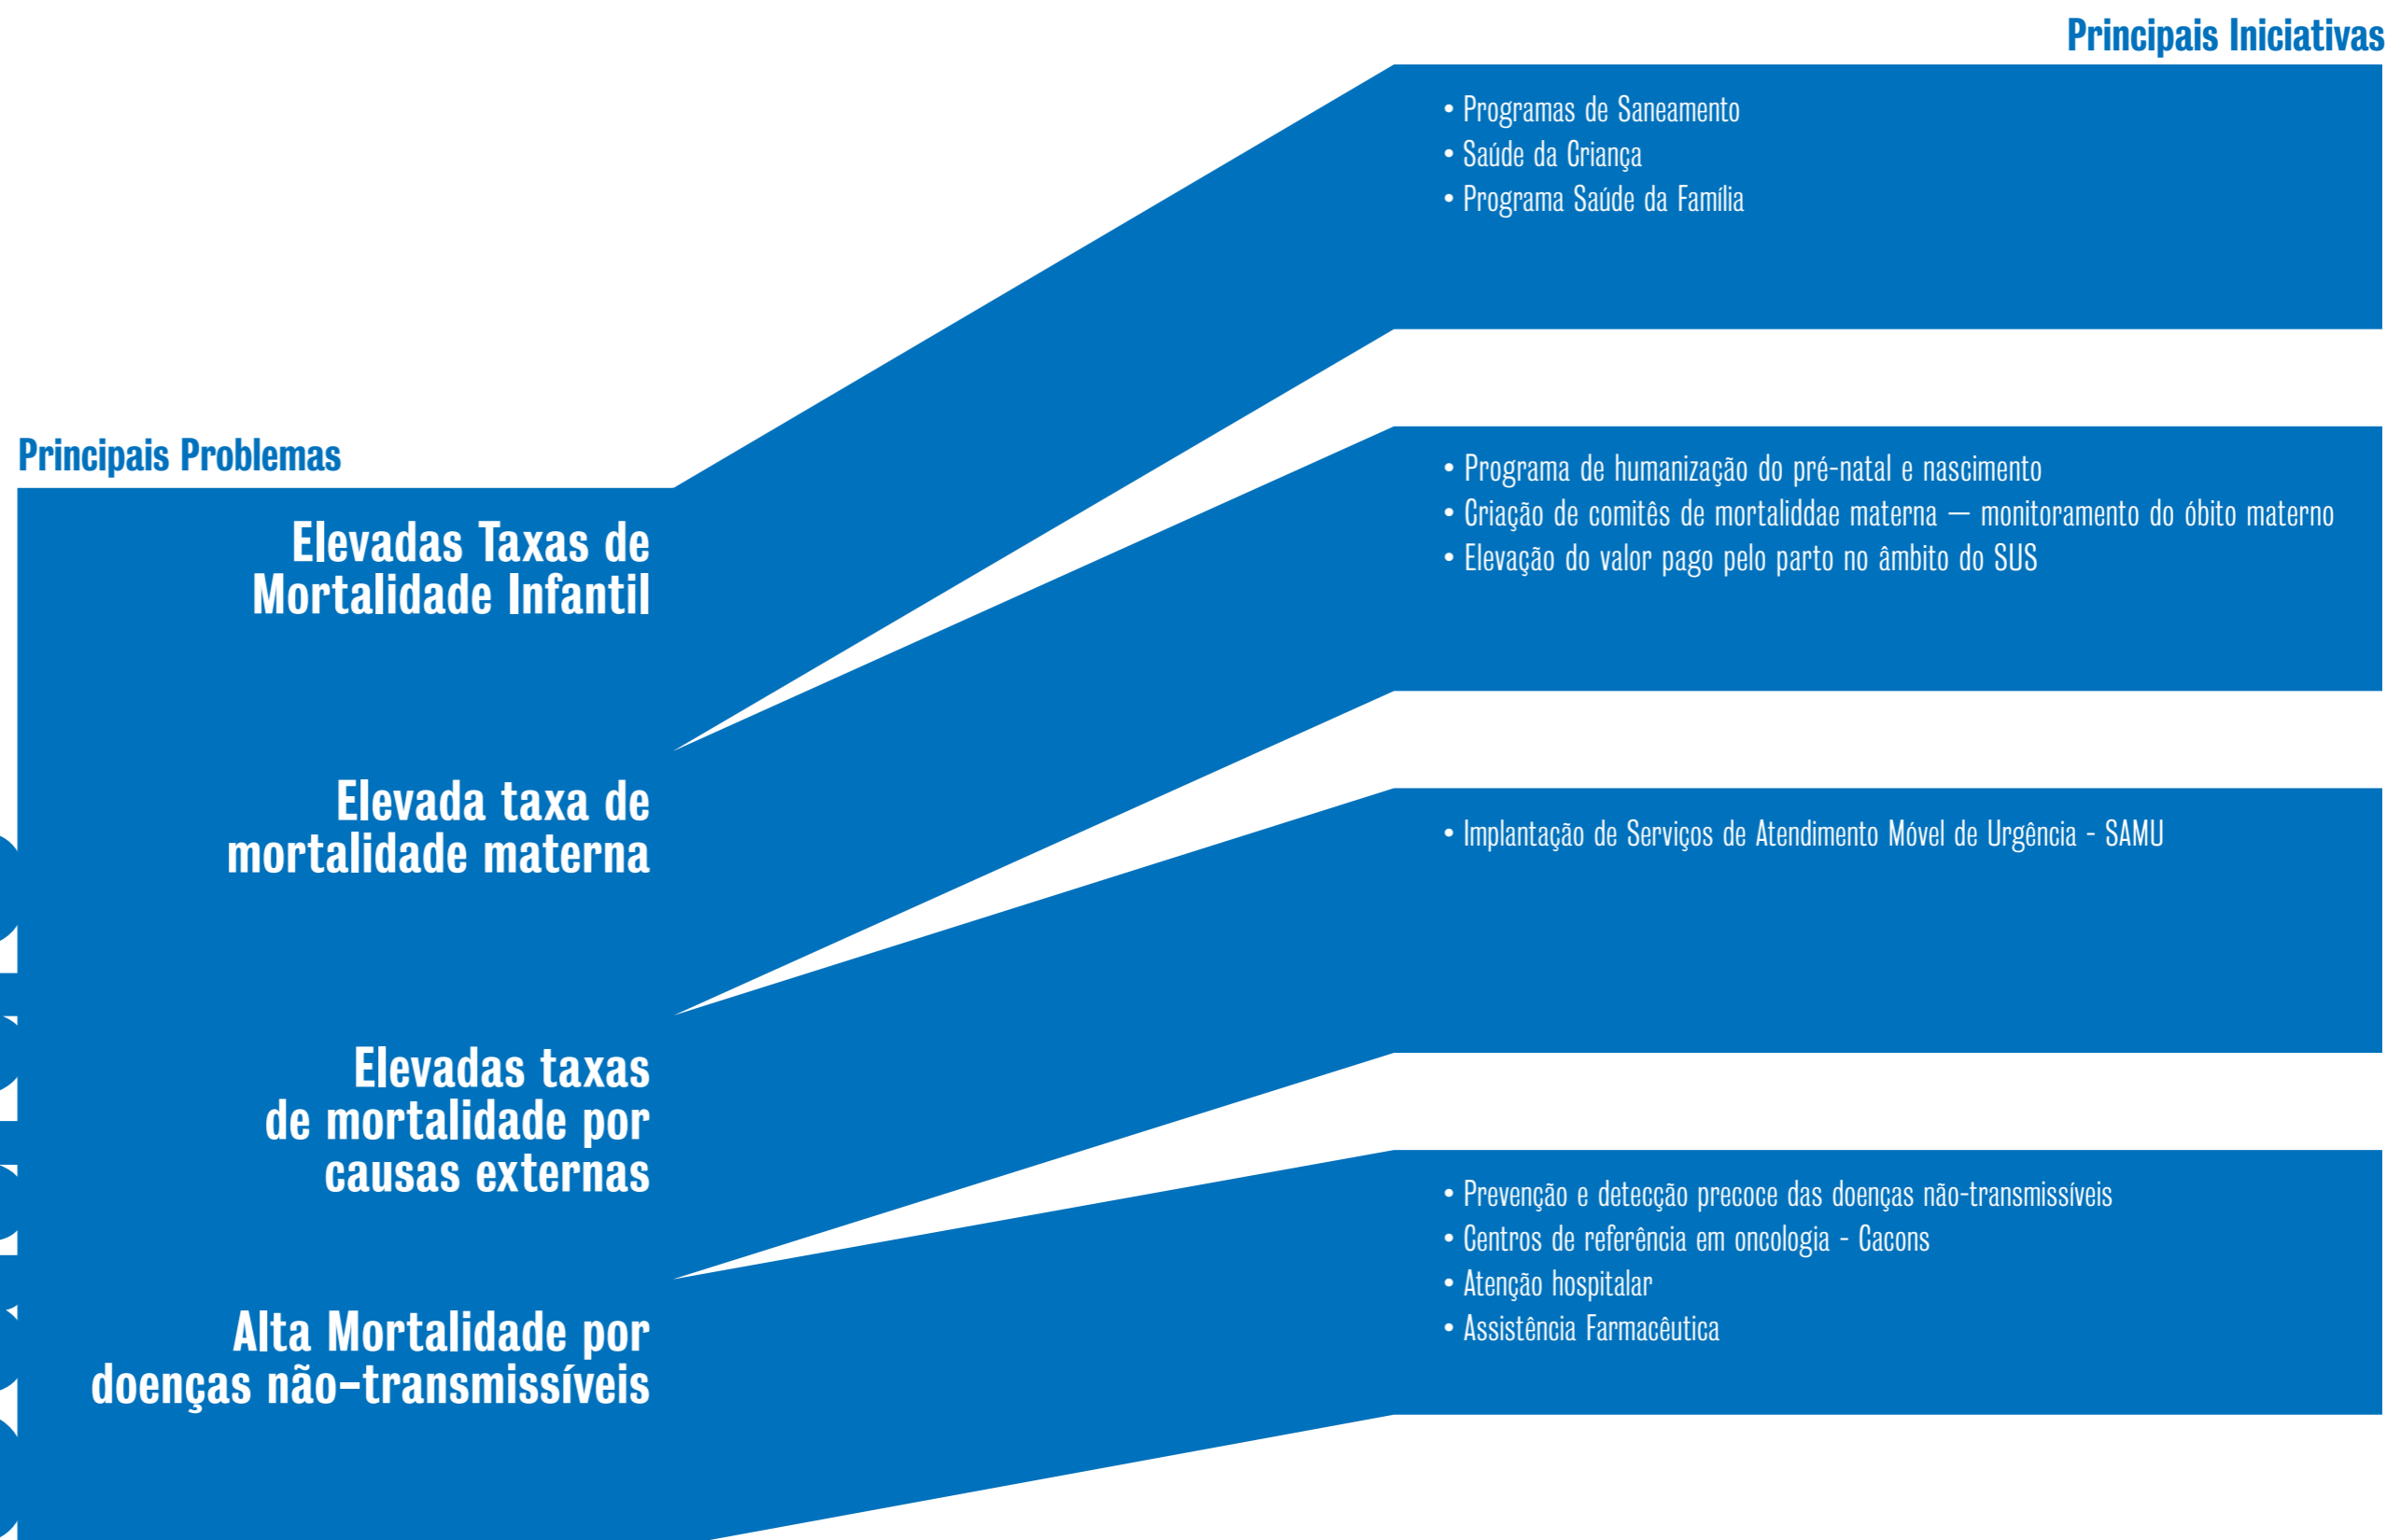 Principais Iniciativas
• Programas de Saneamento
• Saúde da Criança
• Programa Saúde da Família
Principais Problemas
Elevadas Taxas de
Mortalidade Infantil
• Programa de humanização do pré-natal e nascimento
• Criação de comitês de mortaliddae materna — monitoramento do óbito materno
• Elevação do valor pago pelo parto no âmbito do SUS
Elevada taxa de
mortalidade materna
• Implantação de Serviços de Atendimento Móvel de Urgência - SAMU
Elevadas taxas
de mortalidade por
causas externas
• Prevenção e detecção precoce das doenças não-transmissíveis
• Centros de referência em oncologia - Cacons
• Atenção hospitalar
• Assistência Farmacêutica
Alta Mortalidade por
doenças não-transmissíveis